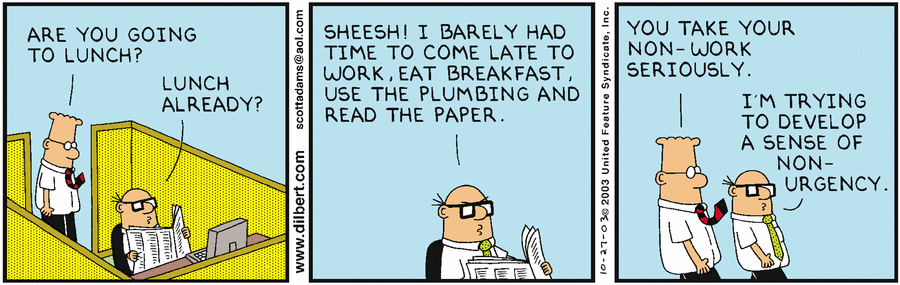 ARE YOU GOING
TO LUNCH?
LUNCH
ALREADY?
www.dilbert.com
scottadams@aol.com
SHEESH! I BARELY HAD
TIME TO COME LATE TO
WORK, EAT BREAKFAST,
USE THE PLUMBING AND
READ THE PAPER.
10-27-03 © 2003 United Feature Syndicate, Inc.
YOU TAKE YOUR
NON-WORK
SERIOUSLY.
I'M TRYING
TO DEVELOP
A SENSE OF
NON-
URGENCY.